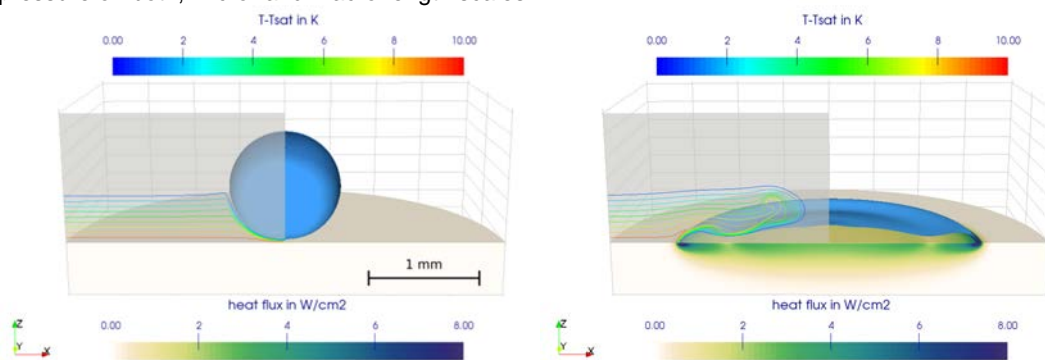 T-Tsat in K
0.00 2 4 6 8 10.00
1 mm
heat flux in W/cm2
0.00 2 4 6 8.00
Z
Y X
T-Tsat in K
0.00 2 4 6 8 10.00
heat flux in W/cm2
0.00 2 4 6 8.00
Z
Y X